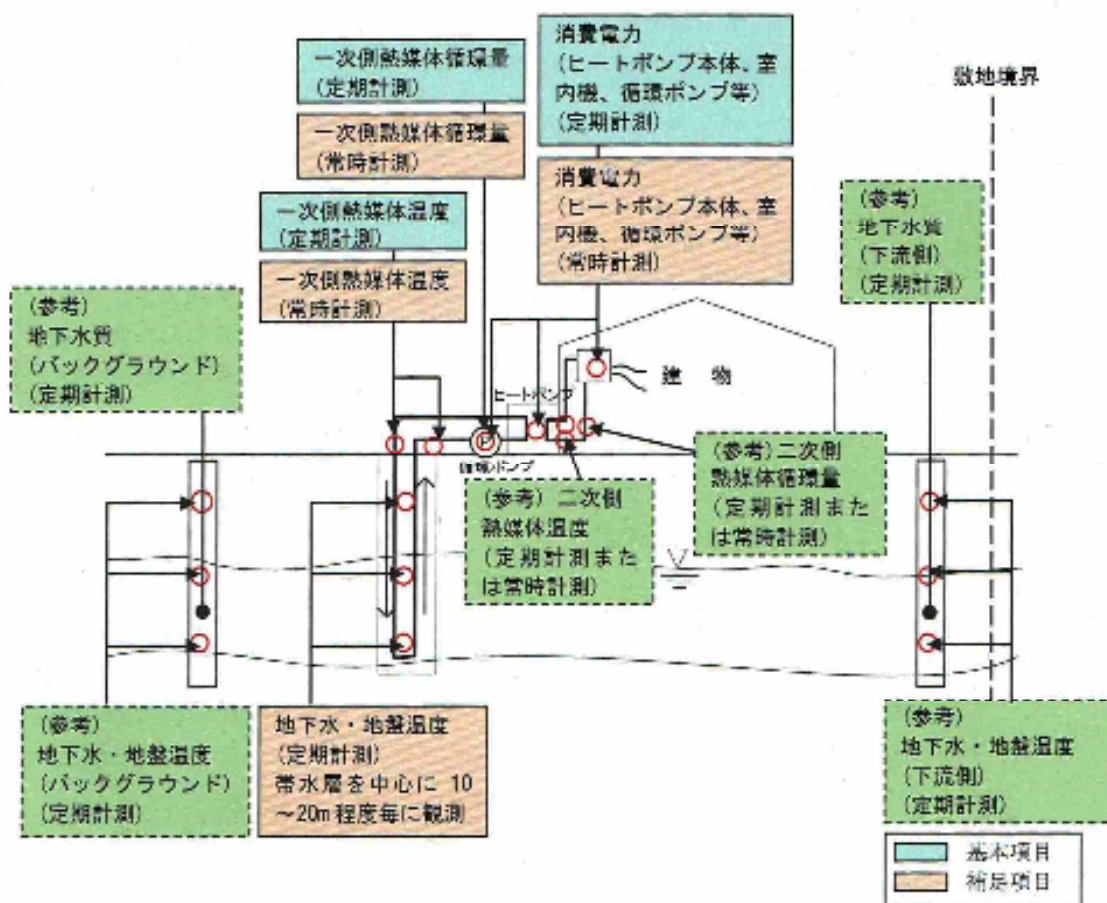 一次側熱媒体循環量
(定期計測)
一次側熱媒体循環量
(常時計測)
消費電力
(ヒートポンプ本体、室
内機、循環ポンプ等)
(定期計測)
消費電力
(ヒートポンプ本体、室
内機、循環ポンプ等)
(常時計測)
敷地境界
一次側熱媒体温度
(定期計測)
一次側熱媒体温度
(常時計測)
(参考)
地下水質
(下流側)
(定期計測)
(参考)
地下水質
(バックグラウンド)
(定期計測)
ヒートポンプ
建 物
P
循環ポンプ
(参考)二次側
熱媒体循環量
(定期計測また
は常時計測)
(参考)二次側
熱媒体温度
(定期計測また
は常時計測)
(参考)
地下水・地盤温度
(バックグラウンド)
(定期計測)
地下水・地盤温度
(定期計測)
帯水層を中心に 10
~20m程度毎に観測
(参考)
地下水・地盤温度
(下流側)
(定期計測)
基本項目
補足項目